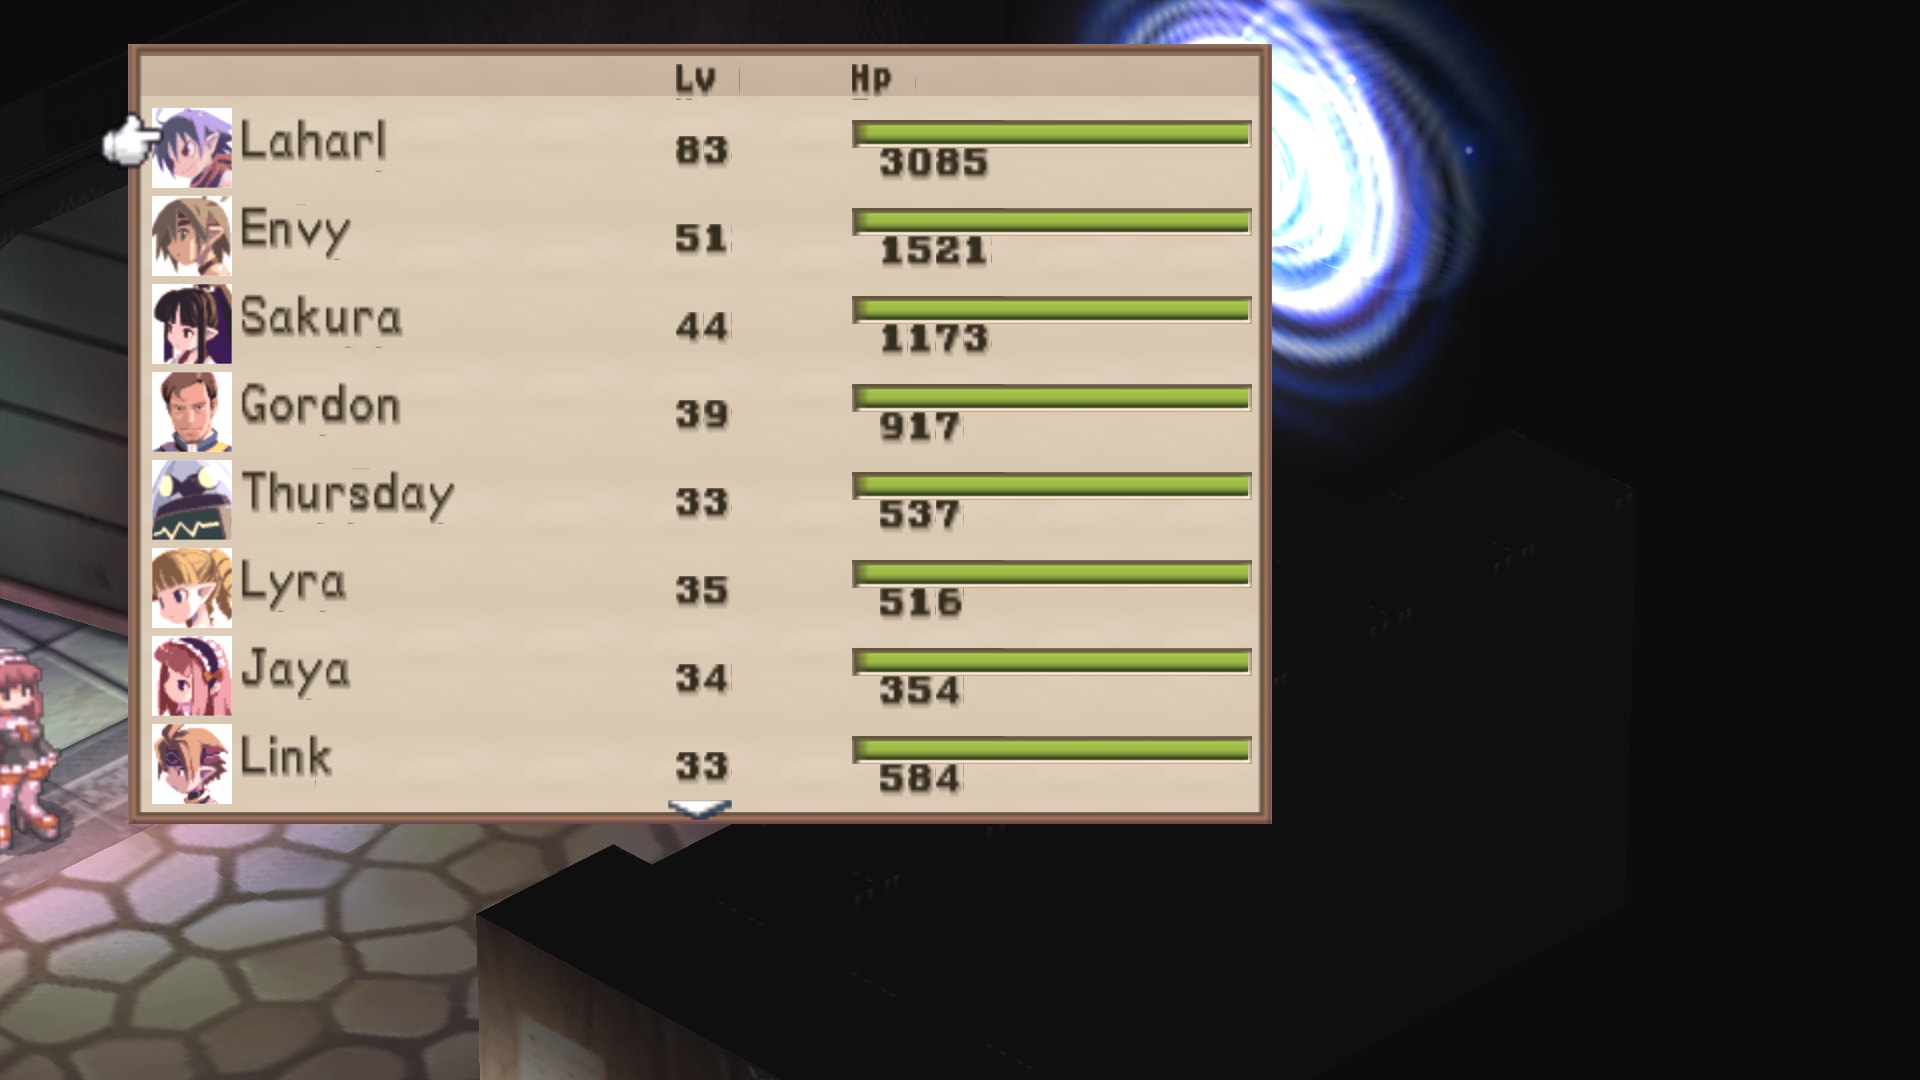 Lv Hp
Laharl 83 3085
Envy 51 1521
Sakura 44 1173
Gordon 39 917
Thursday 33 537
Lyra 35 516
Jaya 34 354
Link 33 584